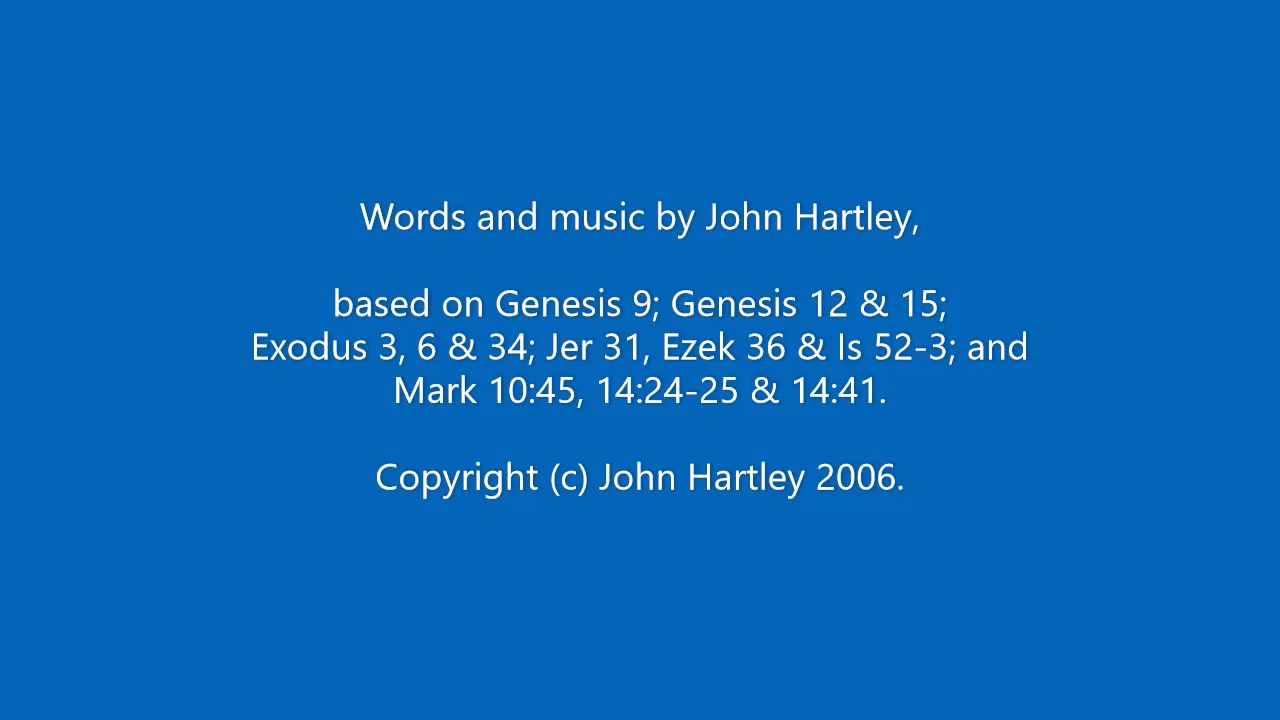 Words and music by John Hartley,
based on Genesis 9; Genesis 12 & 15;
Exodus 3, 6 & 34; Jer 31, Ezek 36 & Is 52-3; and
Mark 10:45, 14:24-25 & 14:41.
Copyright (c) John Hartley 2006.